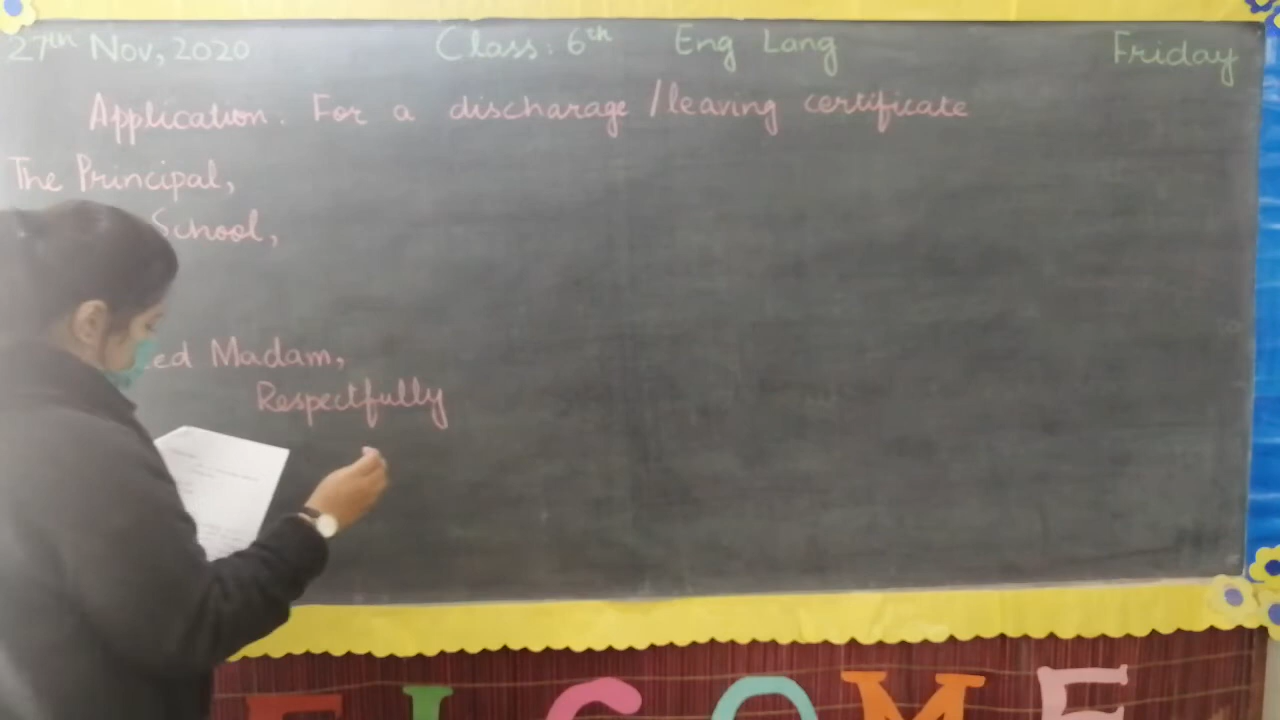 27th Nov, 2020 Class: 6th Eng Lang Friday
Application: For a discharage / leaving certificate
The Principal,
School,
ed Madam,
Respectfully
ELCOME